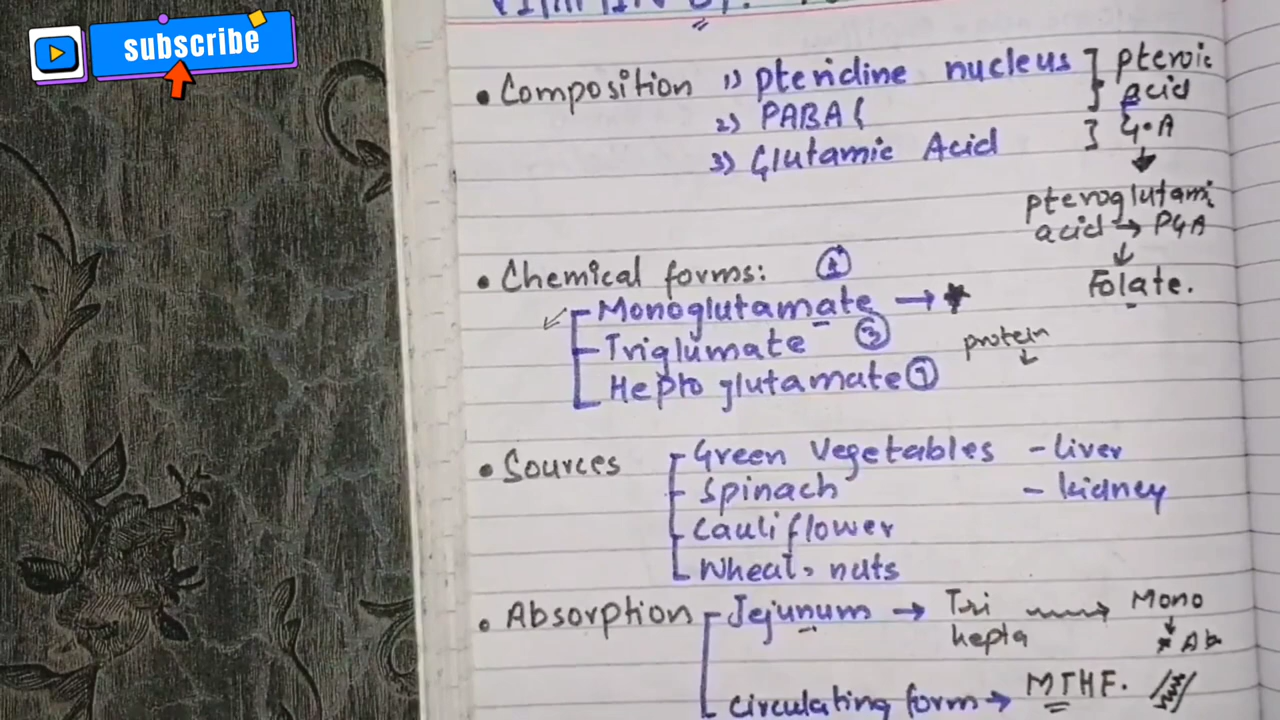 subscribe
• Composition 1) pteridine nucleus ] pteroic
2) PABA { acid
3) Glutamic Acid ] G.A
pteroglutami
acid → PGA
↓
Folate.
• Chemical forms: 1
Monoglutamate →
Triglumate 3 protein
Hepto glutamate 7
• Sources Green Vegetables - liver
Spinach - kidney
Cauliflower
Wheat, nuts
• Absorption Jejunum → Tri → Mono
hepta Ab
circulating form → MTHF.